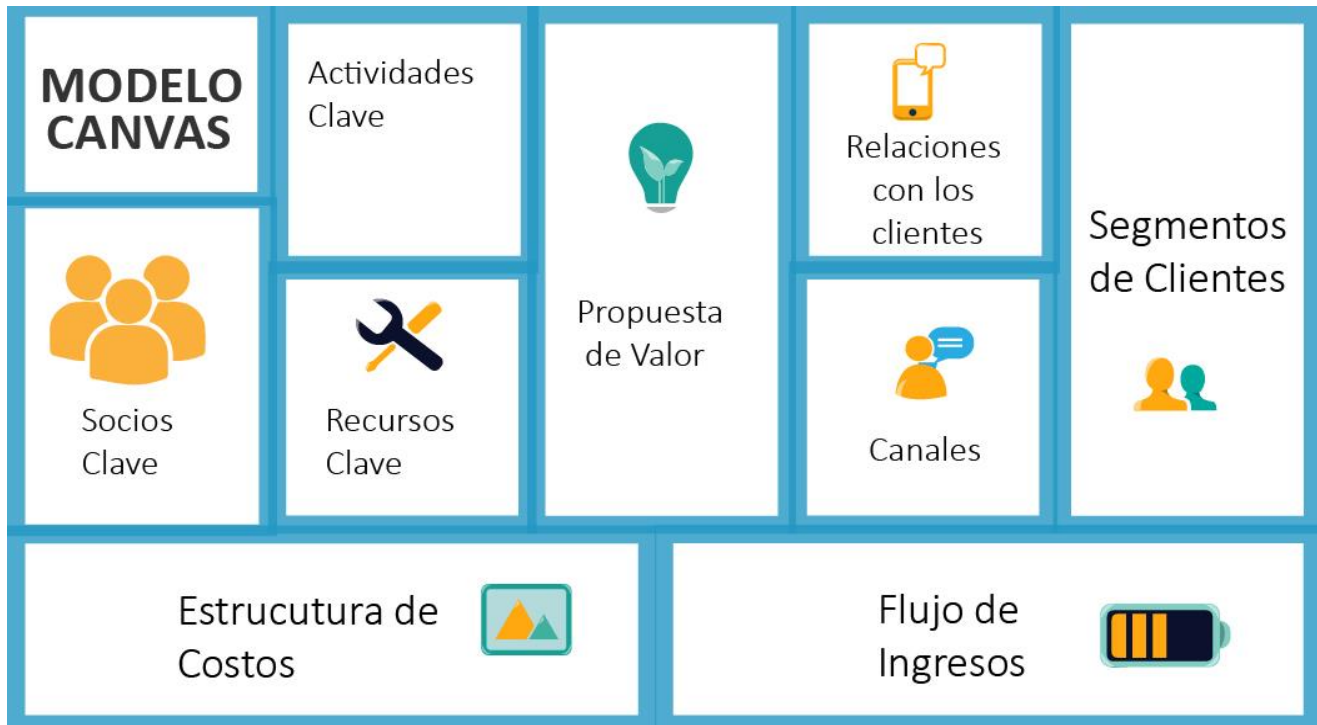 MODELO
CANVAS
Actividades
Clave
Propuesta
de Valor
Relaciones
con los
clientes
Segmentos
de Clientes
Socios
Clave
Recursos
Clave
Canales
Estrucutura de
Costos
Flujo de
Ingresos